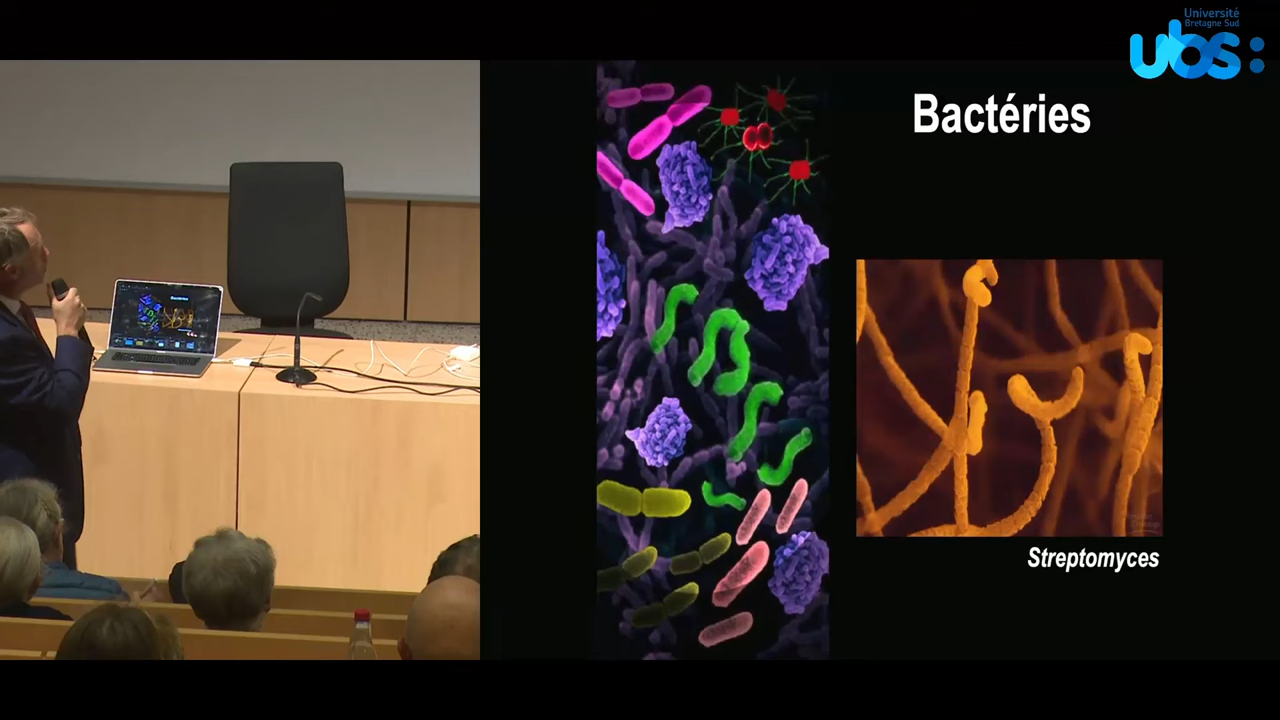 Université
Bretagne Sud
ubs:
Bactéries
Streptomyces